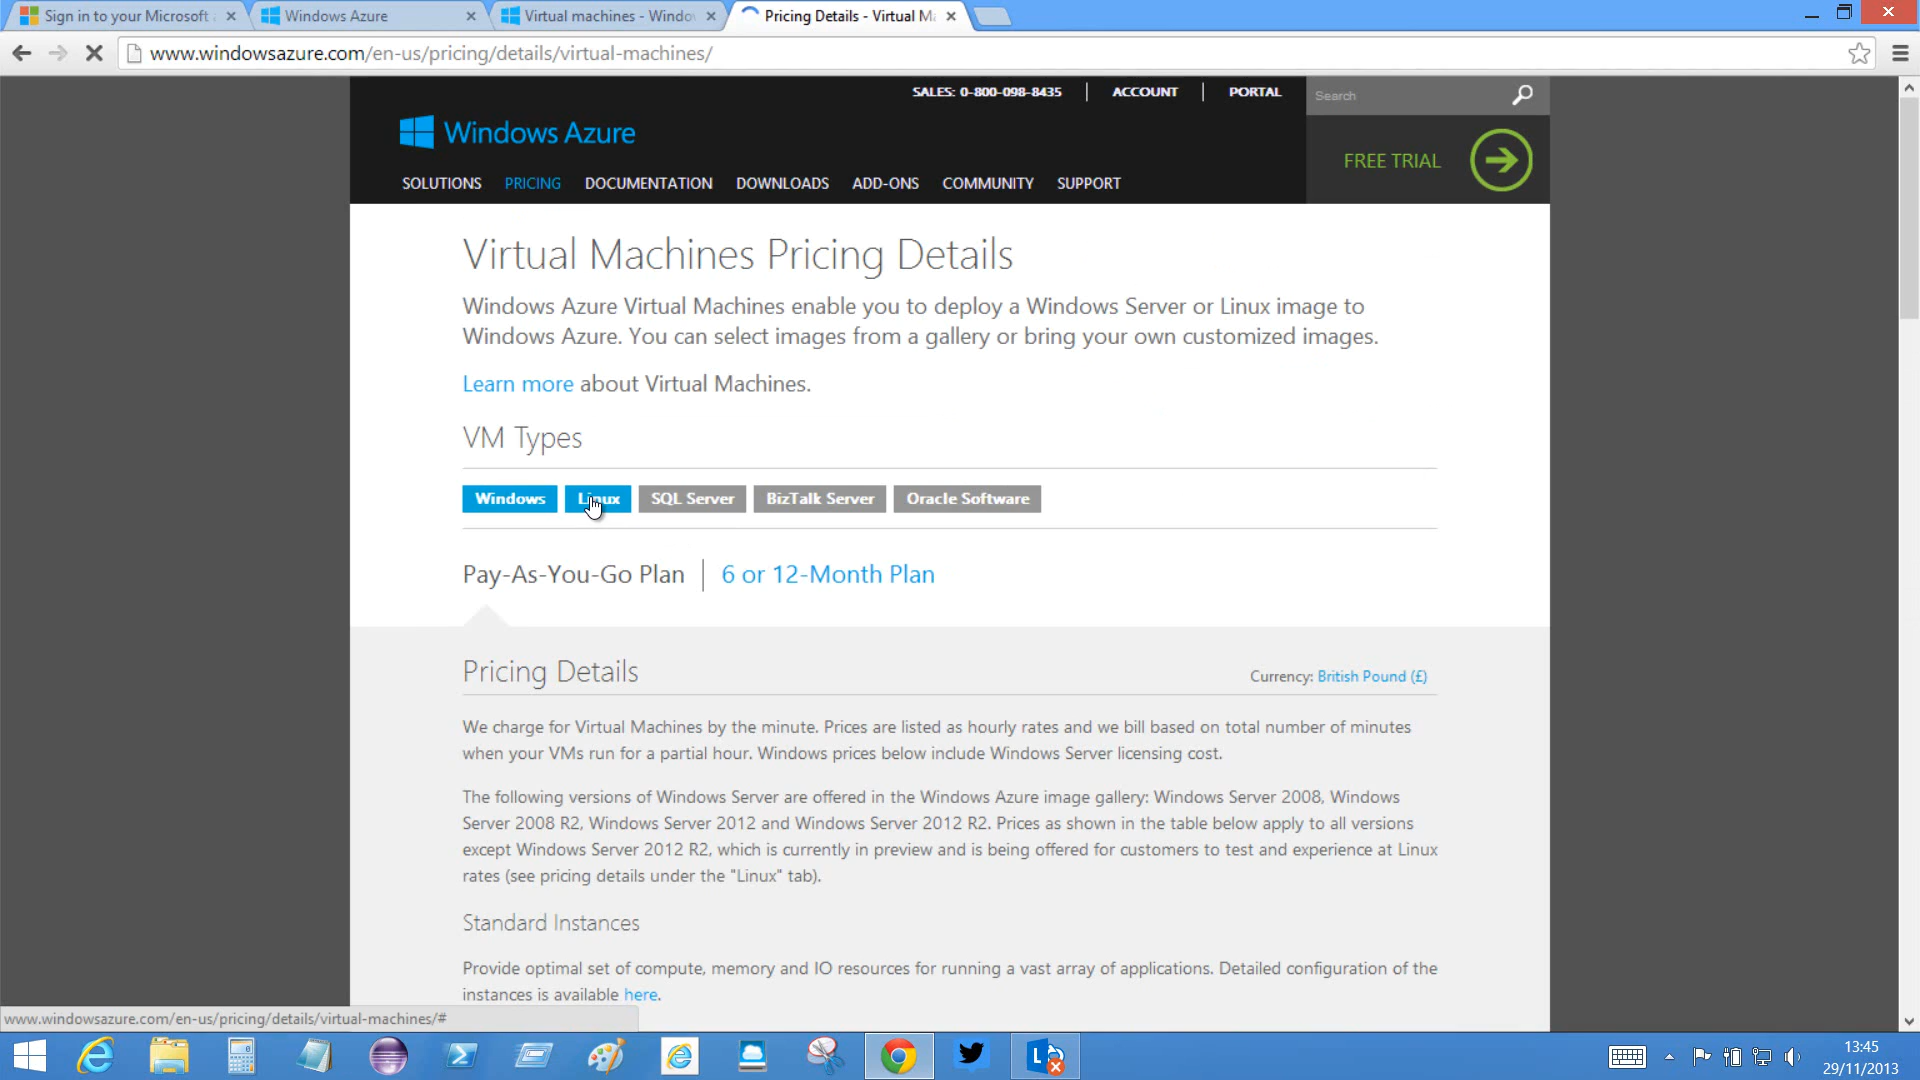 Sign in to your Microsoft a
Windows Azure
Virtual machines - Windo
Pricing Details - Virtual Ma
www.windowsazure.com/en-us/pricing/details/virtual-machines/
SALES: 0-800-098-8435
ACCOUNT
PORTAL
Search
Windows Azure
FREE TRIAL
SOLUTIONS PRICING DOCUMENTATION DOWNLOADS ADD-ONS COMMUNITY SUPPORT
Virtual Machines Pricing Details
Windows Azure Virtual Machines enable you to deploy a Windows Server or Linux image to
Windows Azure. You can select images from a gallery or bring your own customized images.
Learn more about Virtual Machines.
VM Types
Windows Linux SQL Server BizTalk Server Oracle Software
Pay-As-You-Go Plan | 6 or 12-Month Plan
Pricing Details
Currency: British Pound (£)
We charge for Virtual Machines by the minute. Prices are listed as hourly rates and we bill based on total number of minutes
when your VMs run for a partial hour. Windows prices below include Windows Server licensing cost.
The following versions of Windows Server are offered in the Windows Azure image gallery: Windows Server 2008, Windows
Server 2008 R2, Windows Server 2012 and Windows Server 2012 R2. Prices as shown in the table below apply to all versions
except Windows Server 2012 R2, which is currently in preview and is being offered for customers to test and experience at Linux
rates (see pricing details under the "Linux" tab).
Standard Instances
Provide optimal set of compute, memory and IO resources for running a vast array of applications. Detailed configuration of the
instances is available here.
www.windowsazure.com/en-us/pricing/details/virtual-machines/#
13:45
29/11/2013